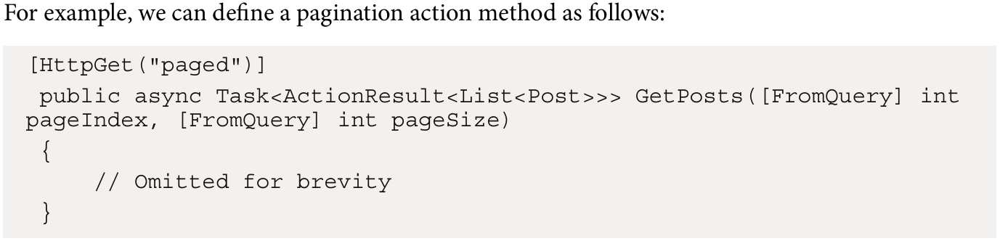 For example, we can define a pagination action method as follows:
[HttpGet("paged")]
public async Task<ActionResult<List<Post>>> GetPosts([FromQuery] int
pageIndex, [FromQuery] int pageSize)
{
// Omitted for brevity
}